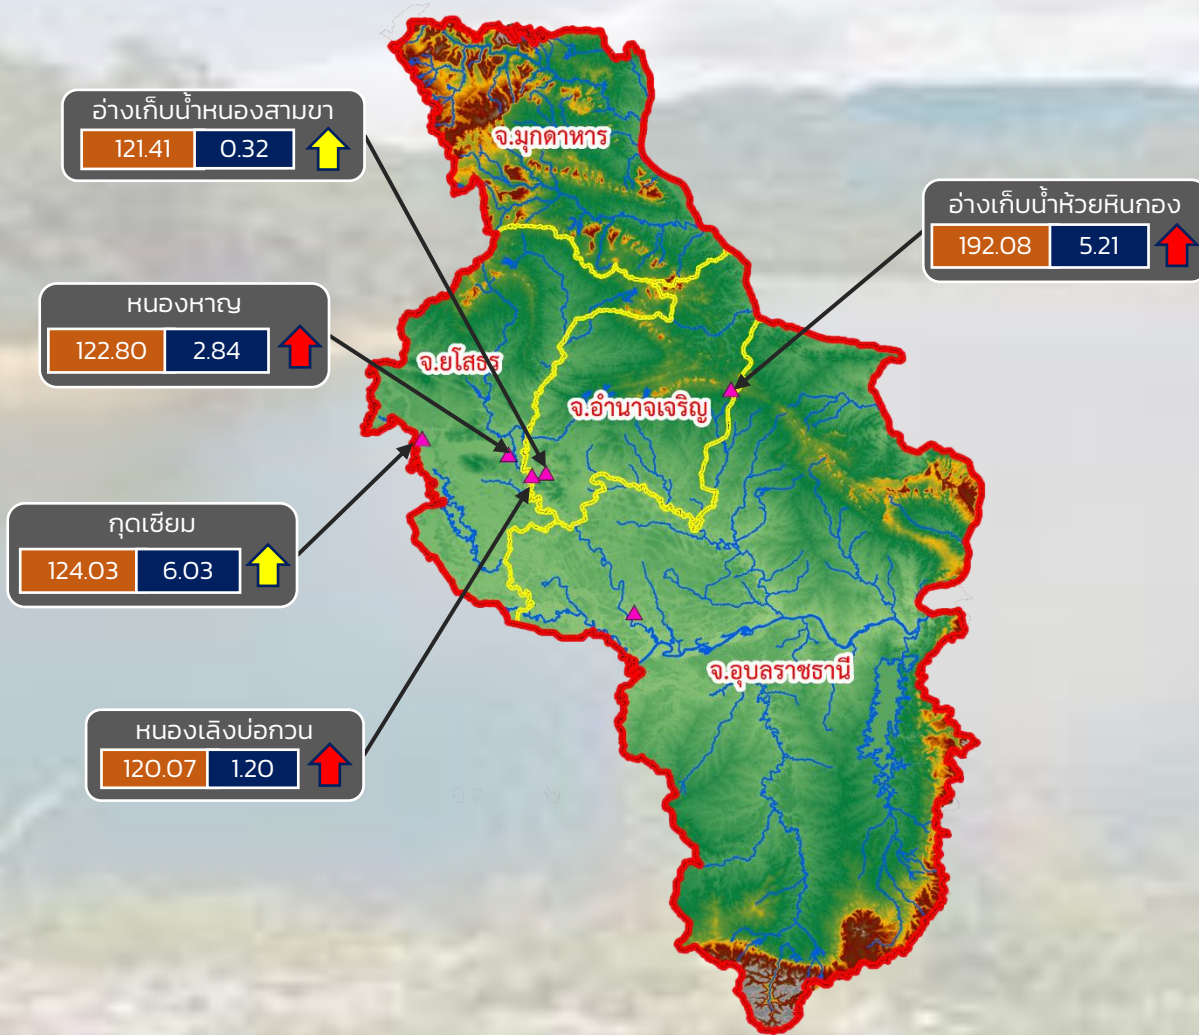 อ่างเก็บน้ำหนองสามขา
121.41 0.32
จ.มุกดาหาร
อ่างเก็บน้ำห้วยหินกอง
192.08 5.21
หนองหาญ
122.80 2.84
จ.ยโสธร
จ.อำนาจเจริญ
กุดเซียม
124.03 6.03
จ.อุบลราชธานี
หนองเลิงบ่อกวน
120.07 1.20